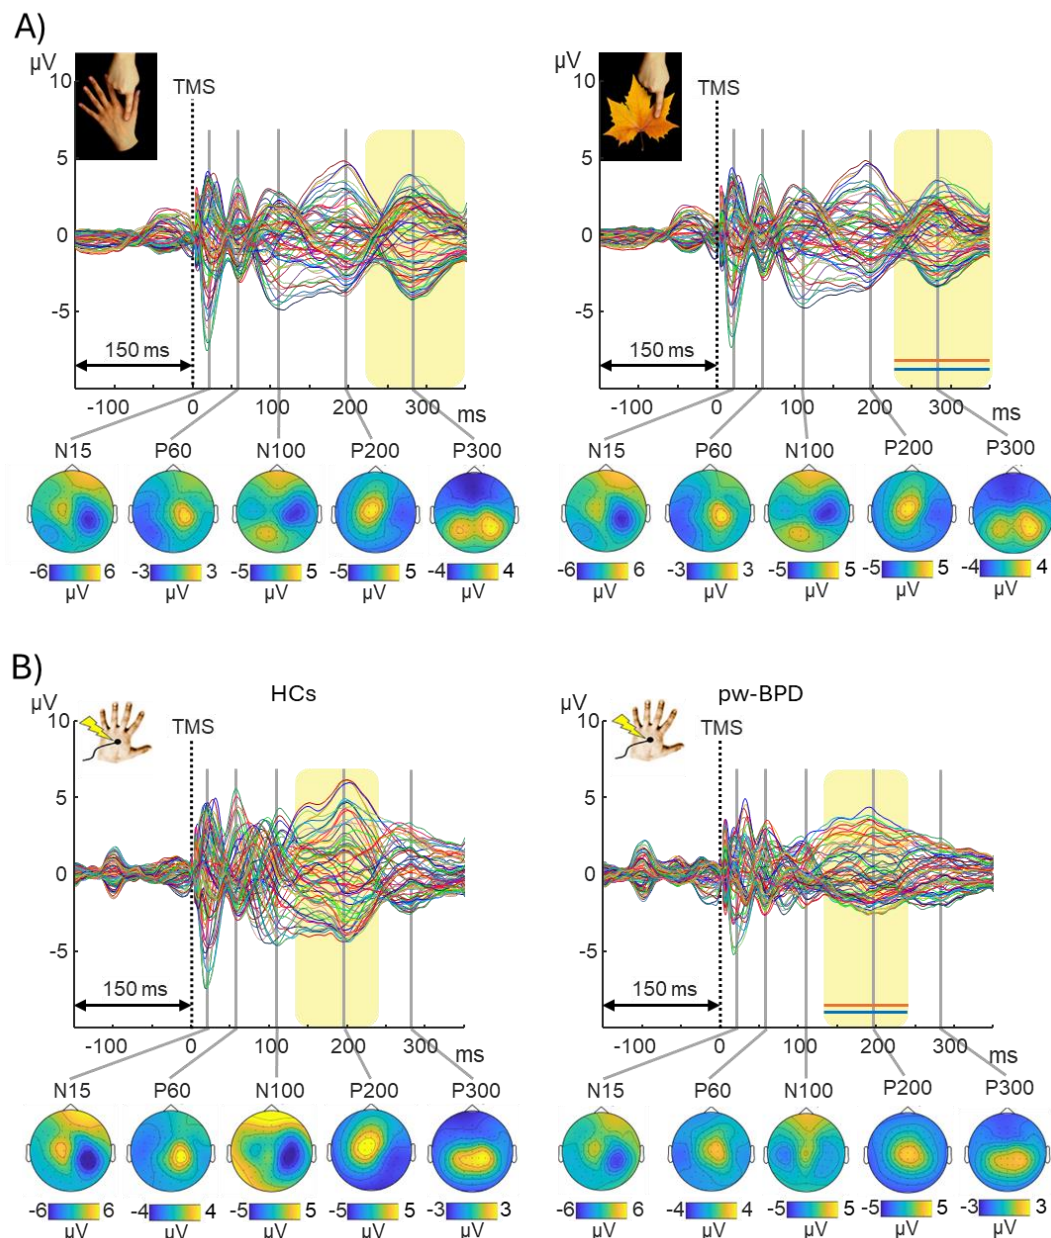 A)
µV
10
5
0
-5
TMS
150 ms
-100 0 100 200 300 ms
N15 P60 N100 P200 P300
-6 6 -3 3 -5 5 -5 5 -4 4
µV µV µV µV µV
µV
10
5
0
-5
TMS
150 ms
-100 0 100 200 300 ms
N15 P60 N100 P200 P300
-6 6 -3 3 -5 5 -5 5 -4 4
µV µV µV µV µV
B)
HCs
µV
10
5
0
-5
TMS
150 ms
-100 0 100 200 300 ms
N15 P60 N100 P200 P300
-6 6 -4 4 -5 5 -5 5 -3 3
µV µV µV µV µV
pw-BPD
µV
10
5
0
-5
TMS
150 ms
-100 0 100 200 300 ms
N15 P60 N100 P200 P300
-6 6 -4 4 -5 5 -5 5 -3 3
µV µV µV µV µV